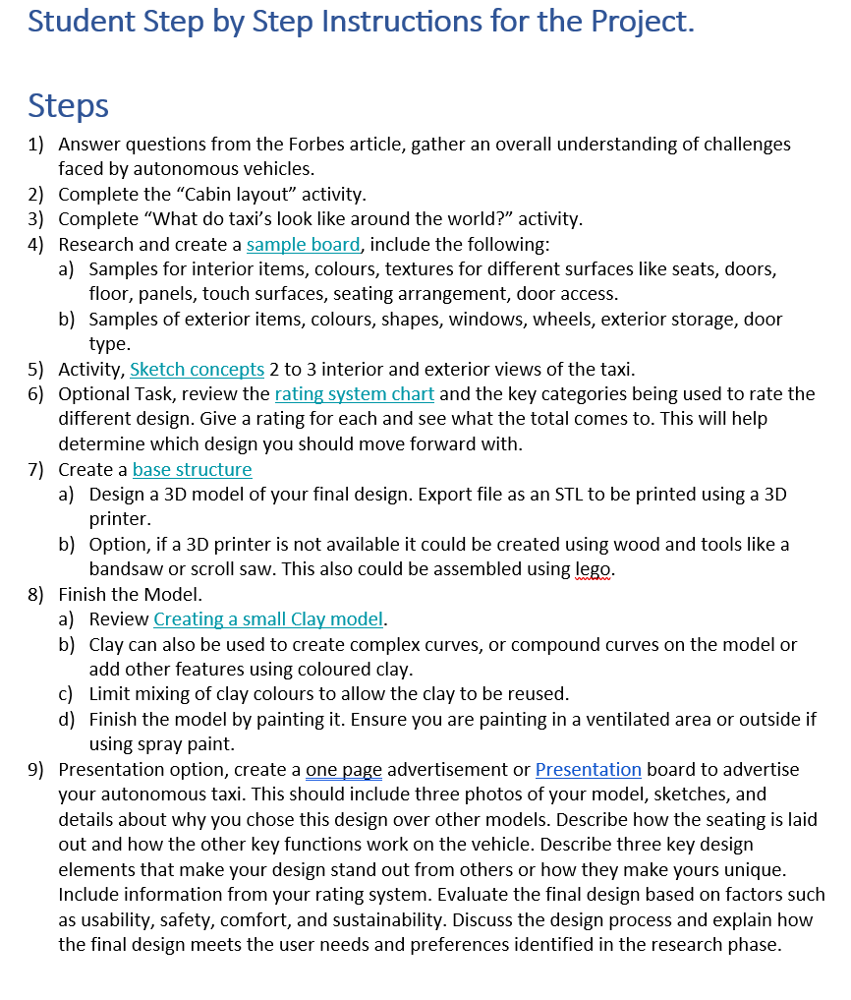 Student Step by Step Instructions for the Project.
Steps
1) Answer questions from the Forbes article, gather an overall understanding of challenges
faced by autonomous vehicles.
2) Complete the “Cabin layout” activity.
3) Complete “What do taxi’s look like around the world?” activity.
4) Research and create a sample board, include the following:
a) Samples for interior items, colours, textures for different surfaces like seats, doors,
floor, panels, touch surfaces, seating arrangement, door access.
b) Samples of exterior items, colours, shapes, windows, wheels, exterior storage, door
type.
5) Activity, Sketch concepts 2 to 3 interior and exterior views of the taxi.
6) Optional Task, review the rating system chart and the key categories being used to rate the
different design. Give a rating for each and see what the total comes to. This will help
determine which design you should move forward with.
7) Create a base structure
a) Design a 3D model of your final design. Export file as an STL to be printed using a 3D
printer.
b) Option, if a 3D printer is not available it could be created using wood and tools like a
bandsaw or scroll saw. This also could be assembled using lego.
8) Finish the Model.
a) Review Creating a small Clay model.
b) Clay can also be used to create complex curves, or compound curves on the model or
add other features using coloured clay.
c) Limit mixing of clay colours to allow the clay to be reused.
d) Finish the model by painting it. Ensure you are painting in a ventilated area or outside if
using spray paint.
9) Presentation option, create a one page advertisement or Presentation board to advertise
your autonomous taxi. This should include three photos of your model, sketches, and
details about why you chose this design over other models. Describe how the seating is laid
out and how the other key functions work on the vehicle. Describe three key design
elements that make your design stand out from others or how they make yours unique.
Include information from your rating system. Evaluate the final design based on factors such
as usability, safety, comfort, and sustainability. Discuss the design process and explain how
the final design meets the user needs and preferences identified in the research phase.